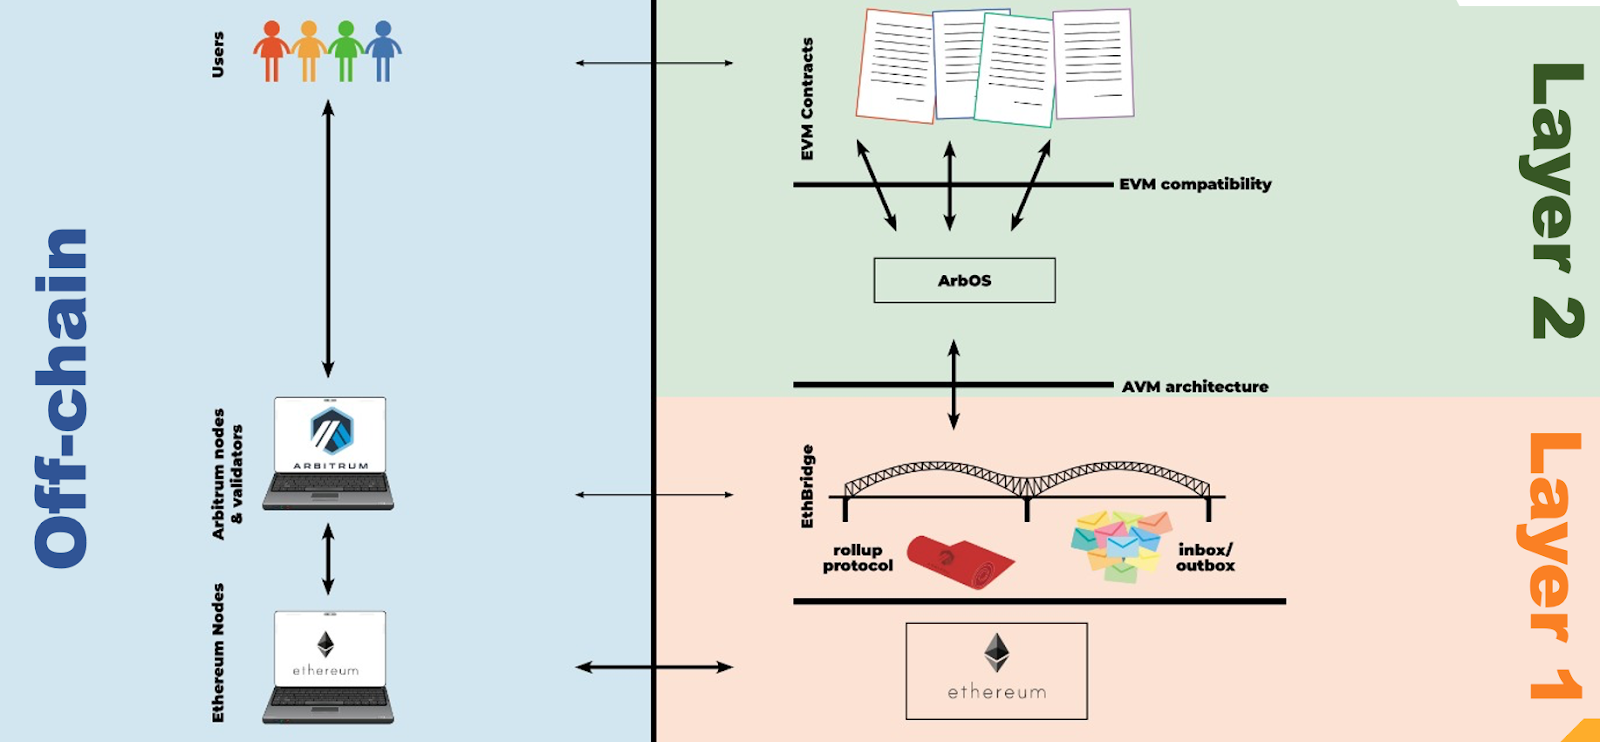 Off-chain
Users
Arbitrum nodes
& validators
ARBITRUM
Ethereum Nodes
ethereum
EVM Contracts
EVM compatibility
ArbOS
AVM architecture
Layer 2
EthBridge
rollup
protocol
inbox/
outbox
ethereum
Layer 1